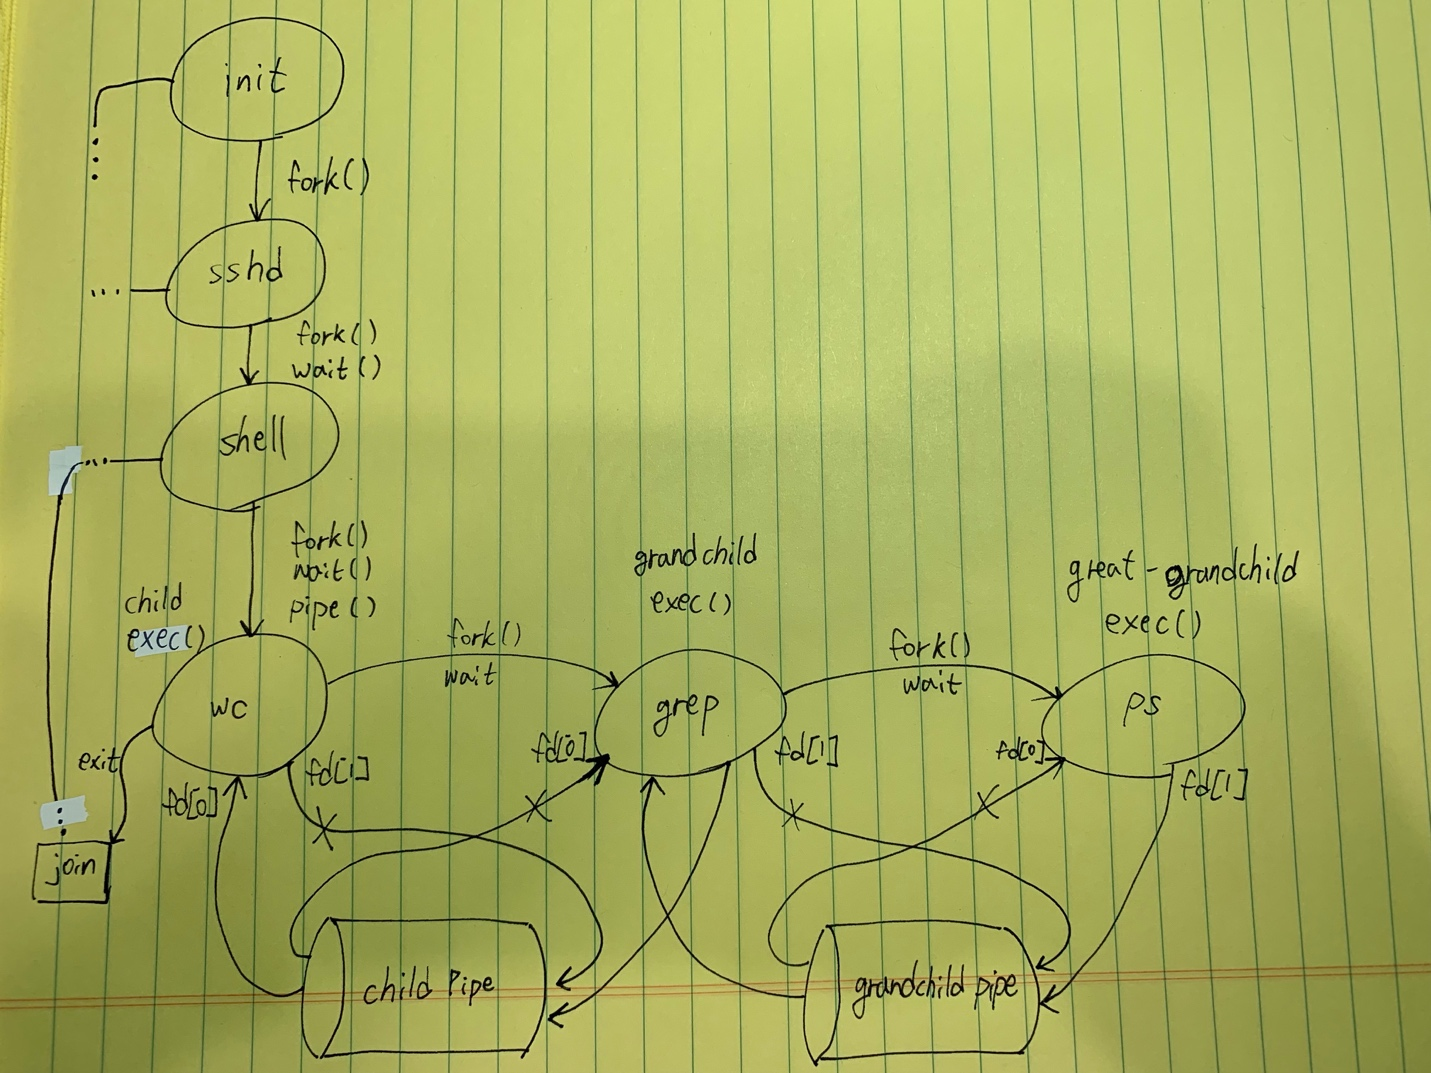 init
fork()
sshd
fork()
wait()
shell
fork()
wait()
pipe()
child
exec()
grandchild
exec()
great-grandchild
exec()
fork()
wait
fork()
wait
wc
grep
ps
exit
fd[0]
fd[1]
fd[0]
fd[1]
fd[0]
fd[1]
join
child Pipe
grandchild pipe